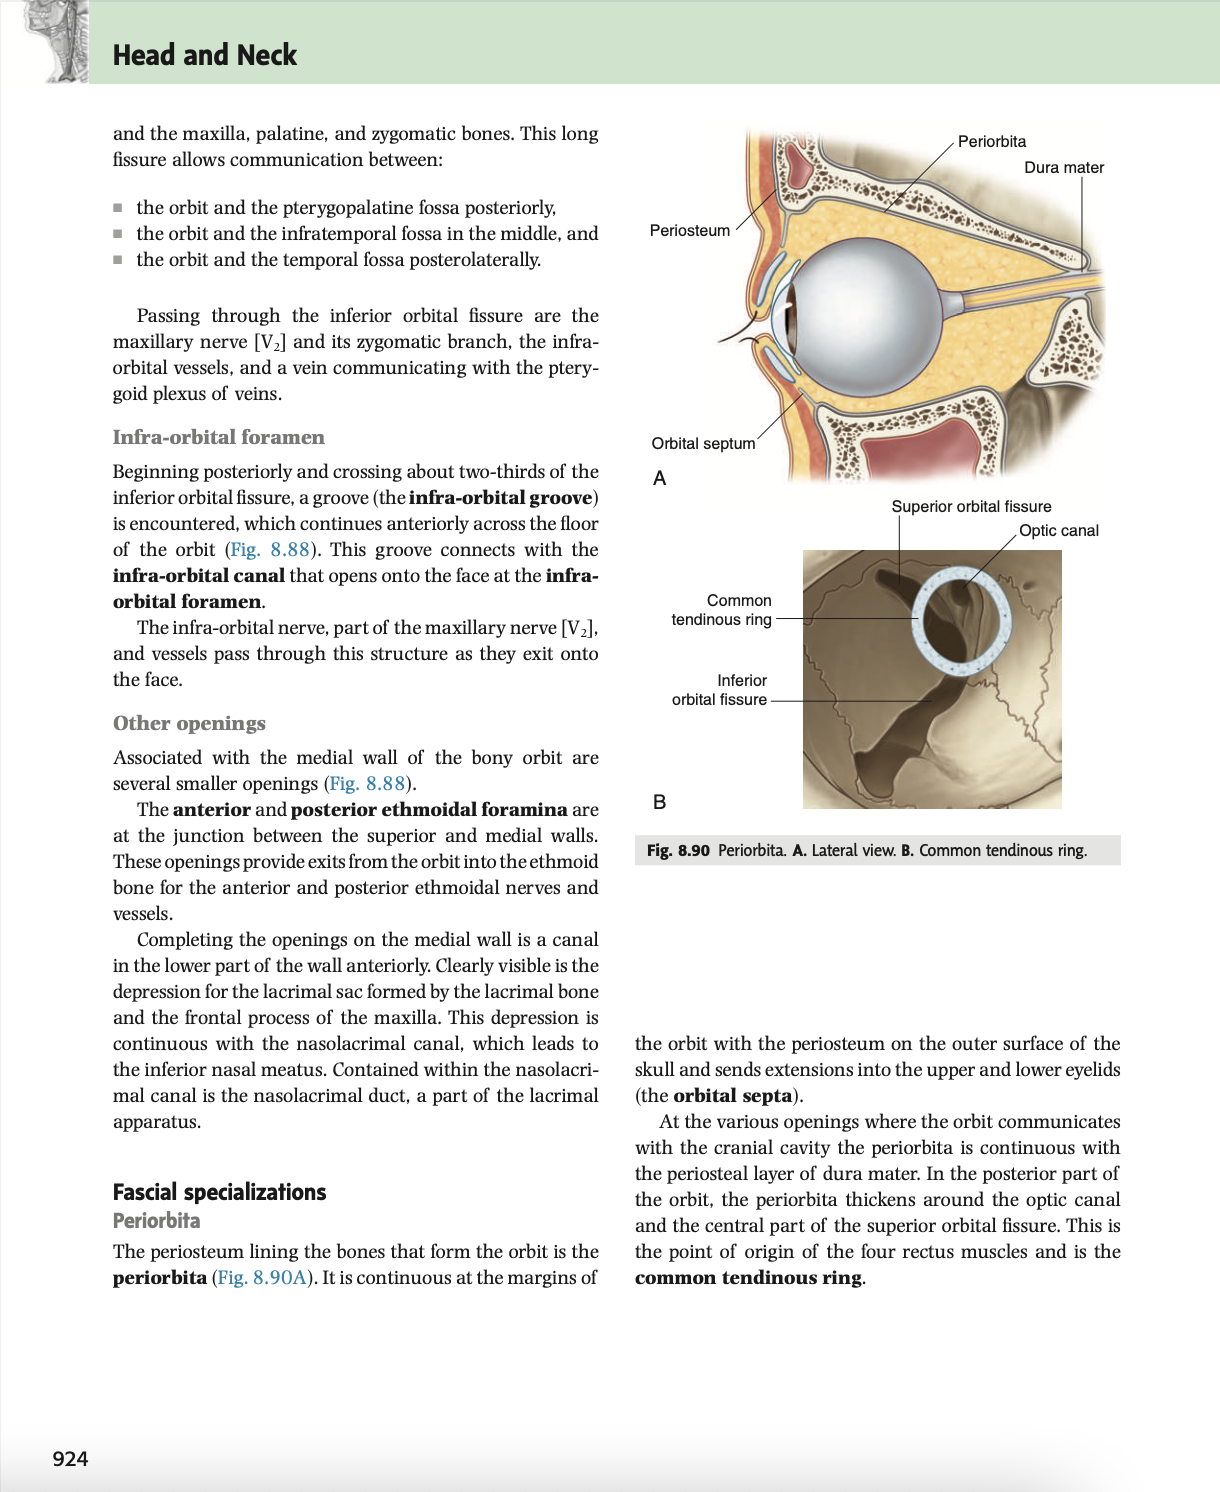 Head and Neck
and the maxilla, palatine, and zygomatic bones. This long
fissure allows communication between:
■ the orbit and the pterygopalatine fossa posteriorly,
■ the orbit and the infratemporal fossa in the middle, and
■ the orbit and the temporal fossa posterolaterally.
Passing through the inferior orbital fissure are the
maxillary nerve [V₂] and its zygomatic branch, the infra-
orbital vessels, and a vein communicating with the ptery-
goid plexus of veins.
Infra-orbital foramen
Beginning posteriorly and crossing about two-thirds of the
inferior orbital fissure, a groove (the infra-orbital groove)
is encountered, which continues anteriorly across the floor
of the orbit (Fig. 8.88). This groove connects with the
infra-orbital canal that opens onto the face at the infra-
orbital foramen.
The infra-orbital nerve, part of the maxillary nerve [V₂],
and vessels pass through this structure as they exit onto
the face.
Other openings
Associated with the medial wall of the bony orbit are
several smaller openings (Fig. 8.88).
The anterior and posterior ethmoidal foramina are
at the junction between the superior and medial walls.
These openings provide exits from the orbit into the ethmoid
bone for the anterior and posterior ethmoidal nerves and
vessels.
Completing the openings on the medial wall is a canal
in the lower part of the wall anteriorly. Clearly visible is the
depression for the lacrimal sac formed by the lacrimal bone
and the frontal process of the maxilla. This depression is
continuous with the nasolacrimal canal, which leads to
the inferior nasal meatus. Contained within the nasolacri-
mal canal is the nasolacrimal duct, a part of the lacrimal
apparatus.
Fascial specializations
Periorbita
The periosteum lining the bones that form the orbit is the
periorbita (Fig. 8.90A). It is continuous at the margins of
Periorbita
Dura mater
Periosteum
Orbital septum
A
Superior orbital fissure
Optic canal
Common
tendinous ring
Inferior
orbital fissure
B
Fig. 8.90 Periorbita. A. Lateral view. B. Common tendinous ring.
the orbit with the periosteum on the outer surface of the
skull and sends extensions into the upper and lower eyelids
(the orbital septa).
At the various openings where the orbit communicates
with the cranial cavity the periorbita is continuous with
the periosteal layer of dura mater. In the posterior part of
the orbit, the periorbita thickens around the optic canal
and the central part of the superior orbital fissure. This is
the point of origin of the four rectus muscles and is the
common tendinous ring.
924